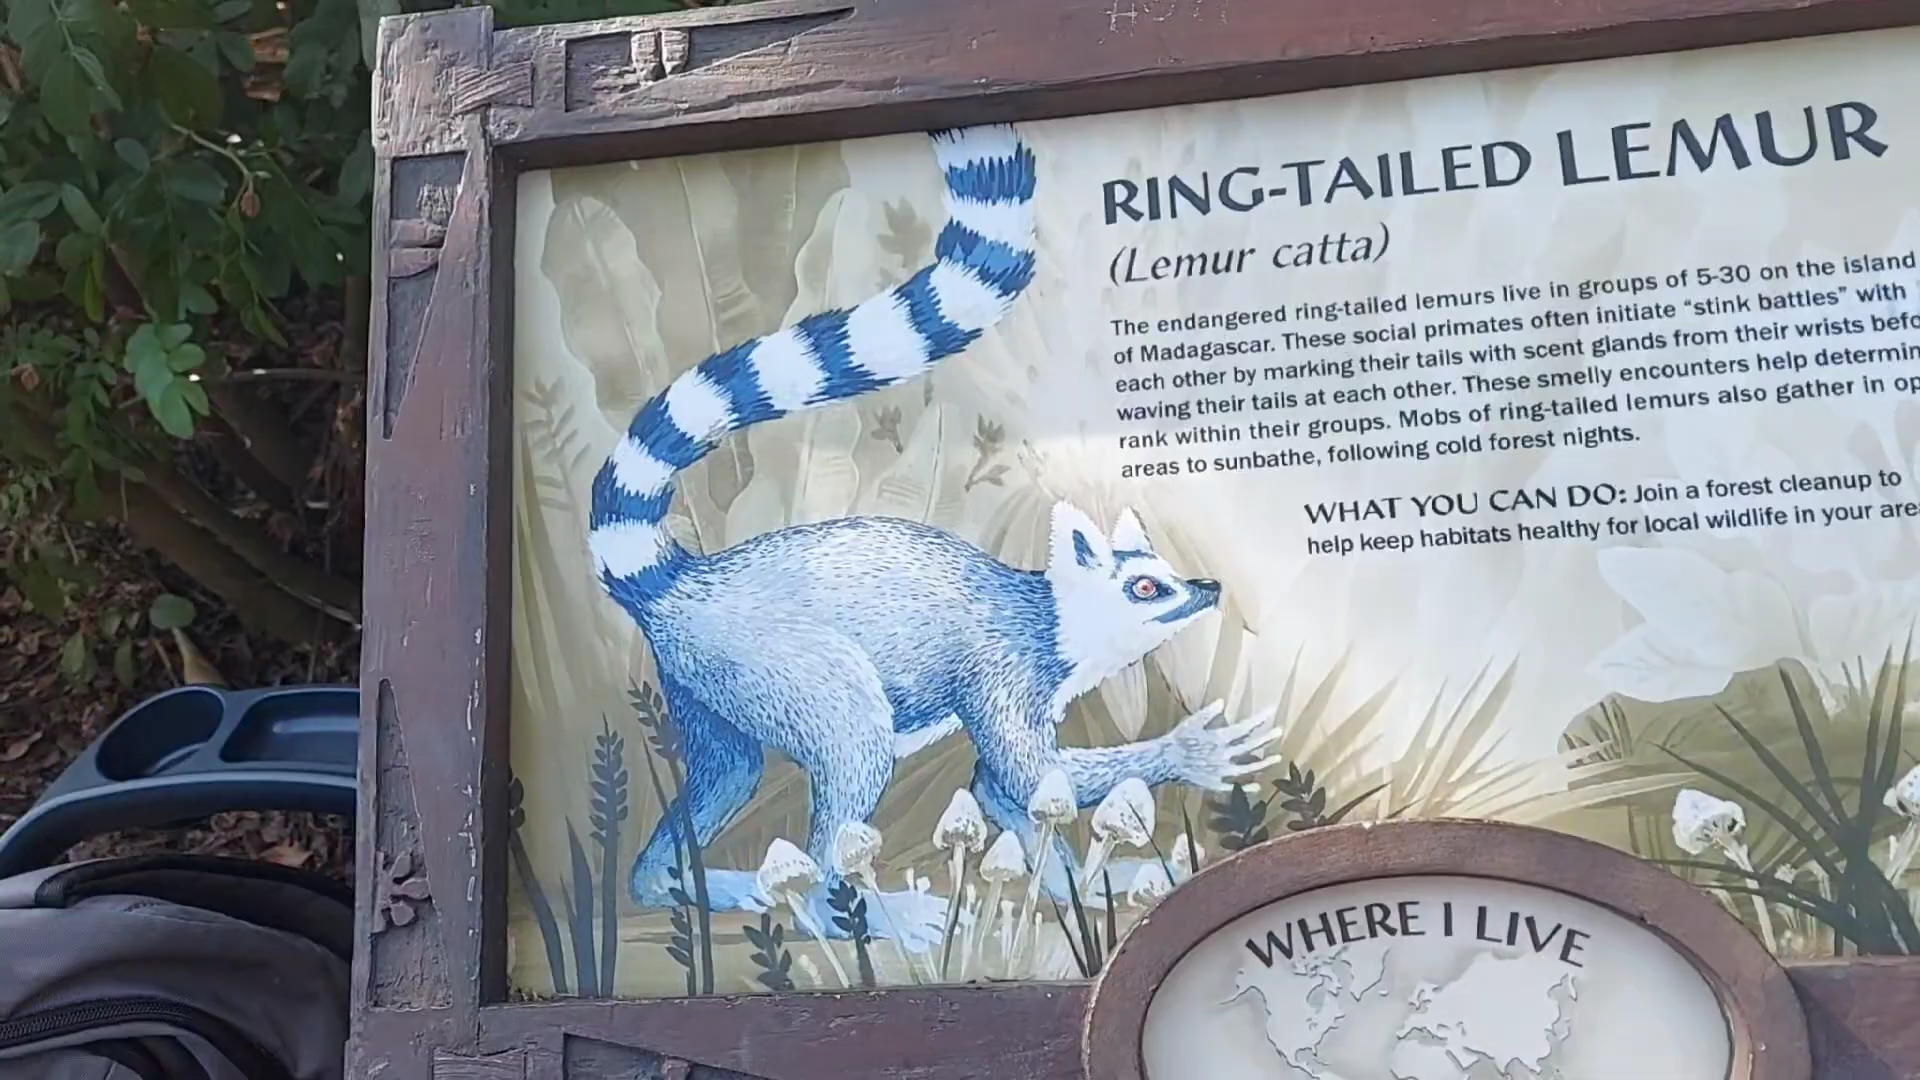 RING-TAILED LEMUR
(Lemur catta)
The endangered ring-tailed lemurs live in groups of 5-30 on the island
of Madagascar. These social primates often initiate “stink battles” with
each other by marking their tails with scent glands from their wrists
waving their tails at each other. These smelly encounters help
rank within their groups. Mobs of ring-tailed lemurs also gather in
areas to sunbathe, following cold forest nights.
WHAT YOU CAN DO: Join a forest cleanup to
help keep habitats healthy for local wildlife in your
WHERE I LIVE